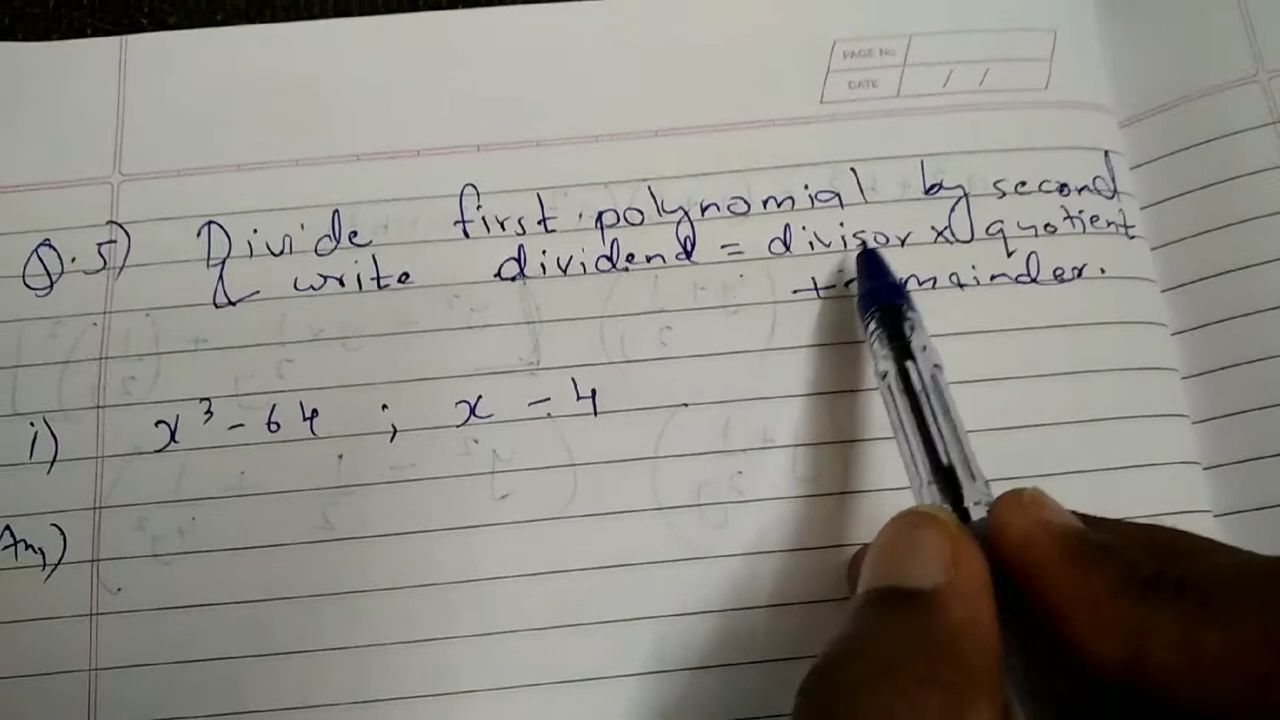 PAGE No.
DATE / /
Q.5) Divide first polynomial by second
& write dividend = divisor x quotient
+ remainder.
i) x³ - 64 ; x - 4
Ans)